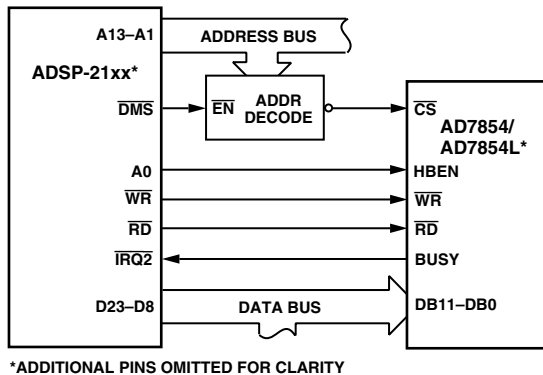 A13–A1
ADDRESS BUS
ADSP-21xx*
DMS
EN
ADDR
DECODE
CS
AD7854/
AD7854L*
A0
HBEN
WR
WR
RD
RD
IRQ2
BUSY
D23–D8
DATA BUS
DB11–DB0
*ADDITIONAL PINS OMITTED FOR CLARITY